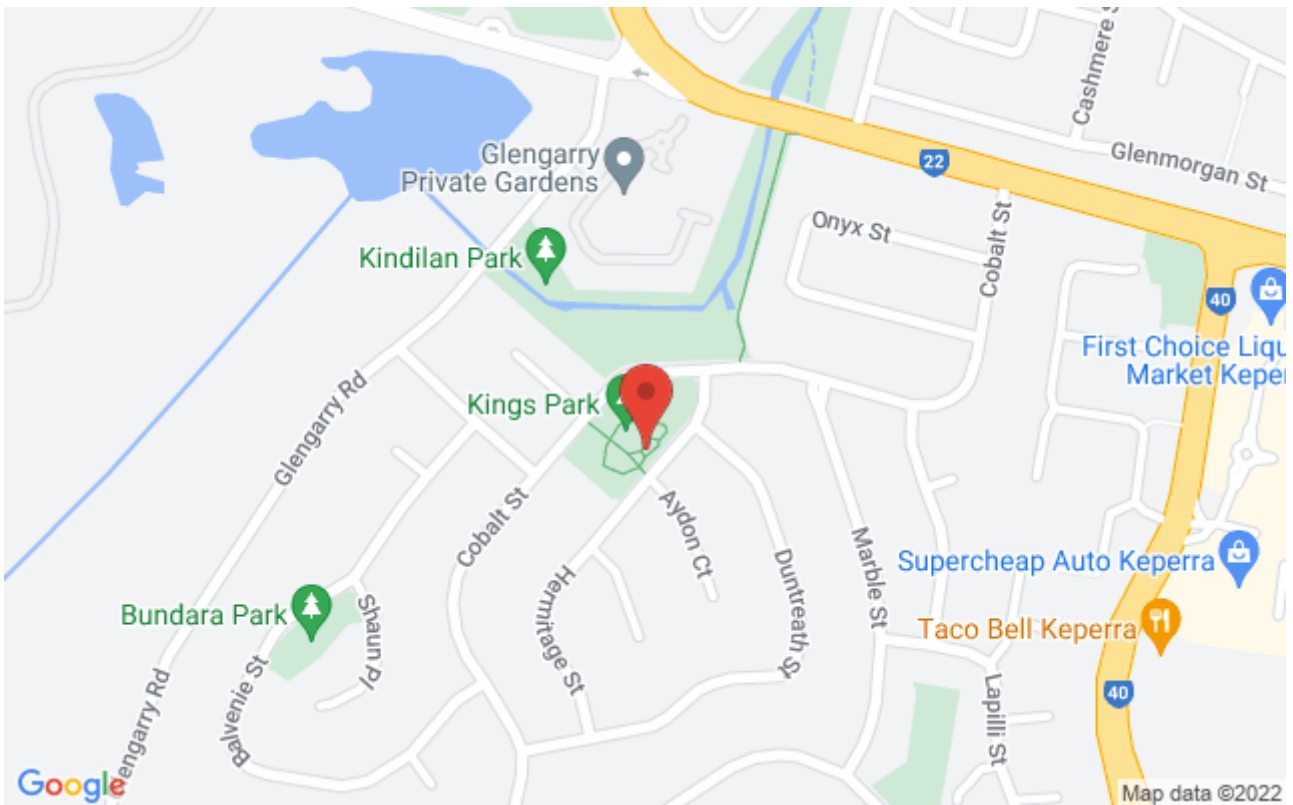 Cashmere S
Glenmorgan St
22
Glengarry
Private Gardens
Onyx St
Cobalt St
Kindilan Park
40
First Choice Liqu
Market Keper
Glengarry Rd
Kings Park
Cobalt St
Aydon Ct
Marble St
Duntreath St
Supercheap Auto Keperra
Hermitage St
Bundara Park
Shaun Pl
Taco Bell Keperra
Balvenie St
Lapilli St
40
Glengarry Rd
Google
Map data ©2022